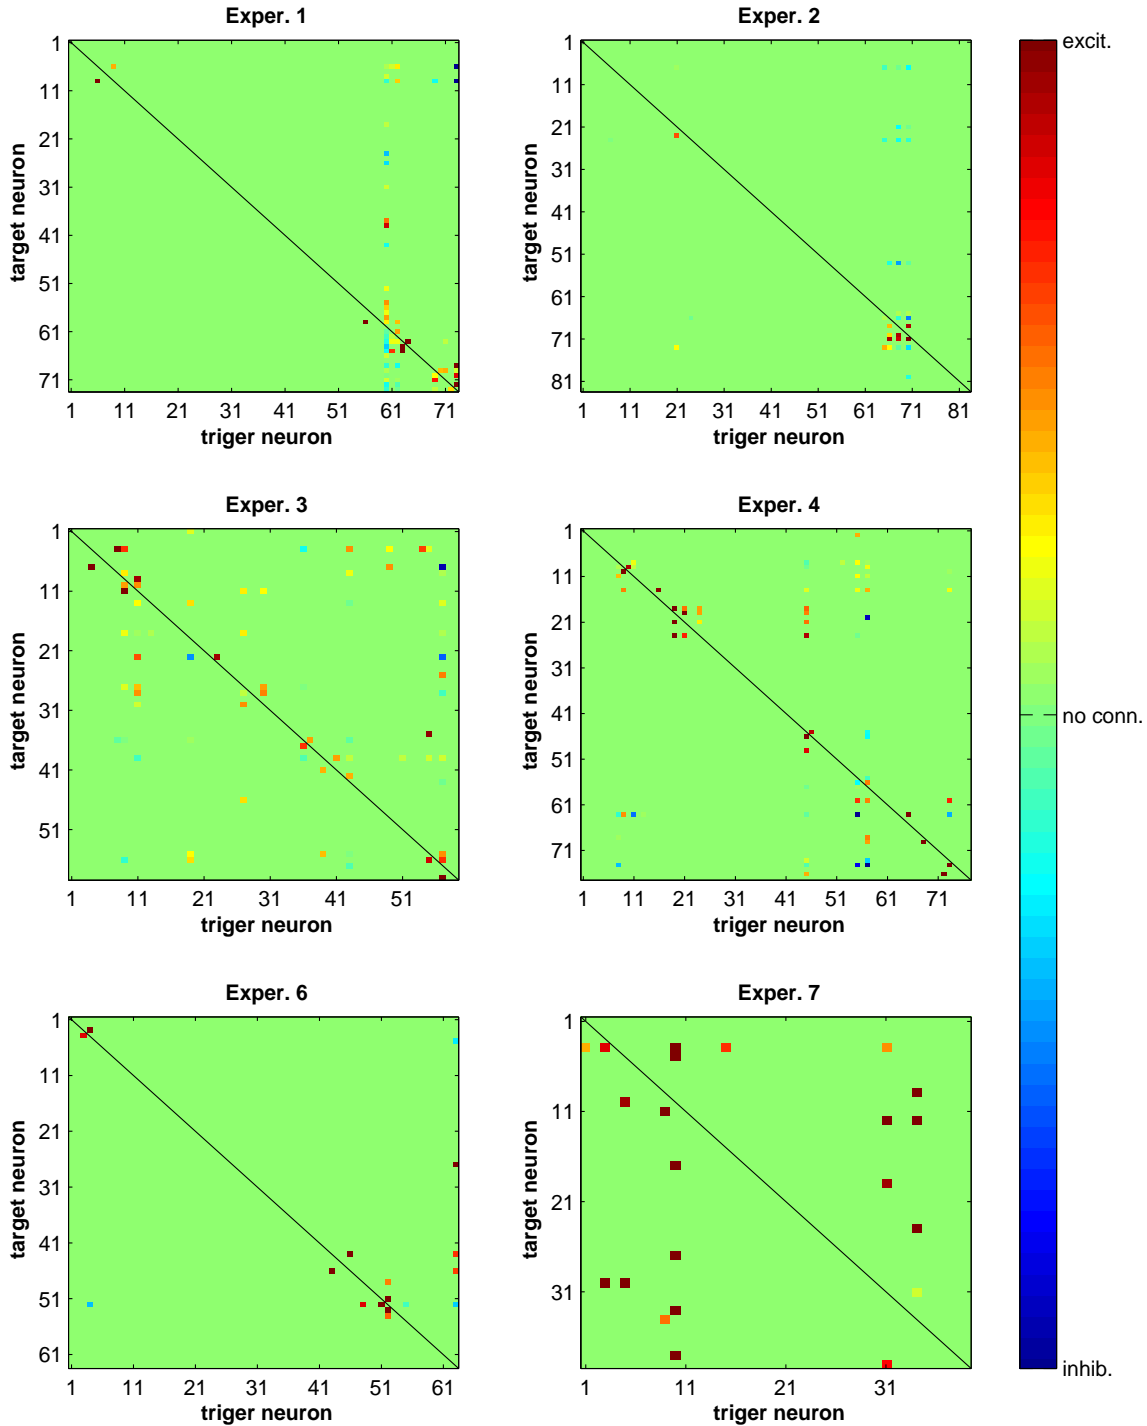 Exper. 1
target neuron
1
11
21
31
41
51
61
71
1 11 21 31 41 51 61 71
triger neuron
Exper. 2
target neuron
1
11
21
31
41
51
61
71
81
1 11 21 31 41 51 61 71 81
triger neuron
Exper. 3
target neuron
1
11
21
31
41
51
1 11 21 31 41 51
triger neuron
Exper. 4
target neuron
1
11
21
31
41
51
61
71
1 11 21 31 41 51 61 71
triger neuron
Exper. 6
target neuron
1
11
21
31
41
51
61
1 11 21 31 41 51 61
triger neuron
Exper. 7
target neuron
1
11
21
31
1 11 21 31
triger neuron
excit.
no conn.
inhib.